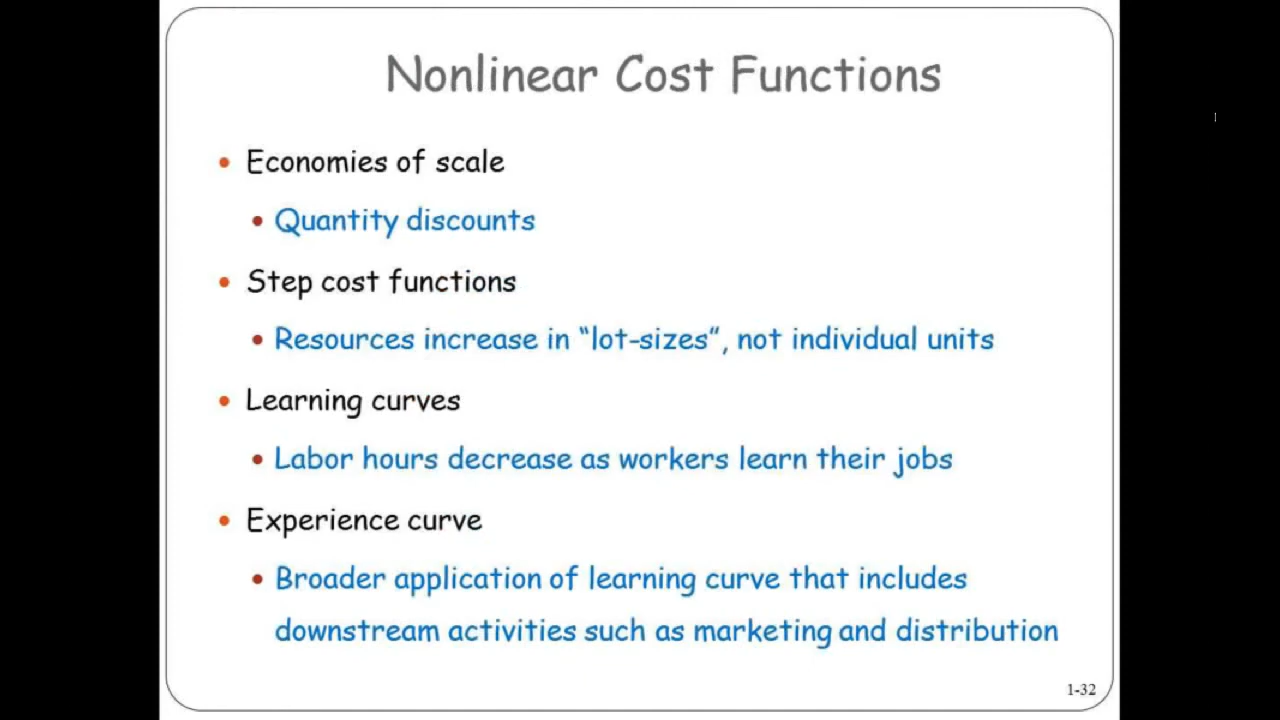 Nonlinear Cost Functions
• Economies of scale
• Quantity discounts
• Step cost functions
• Resources increase in “lot-sizes”, not individual units
• Learning curves
• Labor hours decrease as workers learn their jobs
• Experience curve
• Broader application of learning curve that includes
downstream activities such as marketing and distribution
1-32